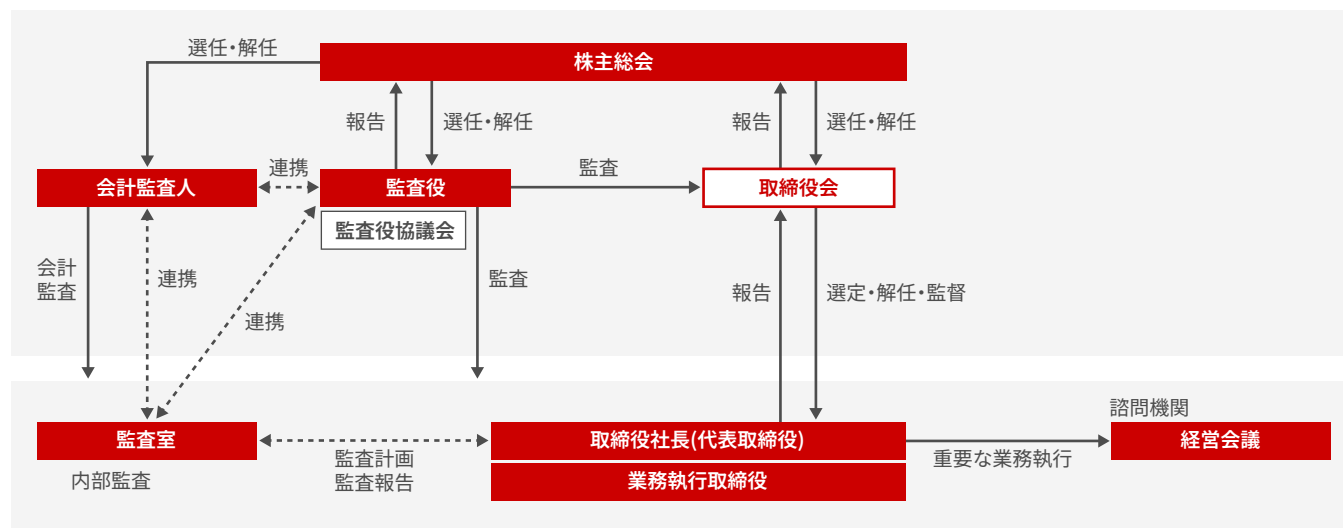 選任・解任
株主総会
報告
選任・解任
報告
選任・解任
会計監査人
連携
監査役
監査
取締役会
監査役協議会
会計
監査
連携
連携
監査
報告
選定・解任・監督
諮問機関
監査室
取締役社長(代表取締役)
経営会議
内部監査
監査計画
監査報告
業務執行取締役
重要な業務執行